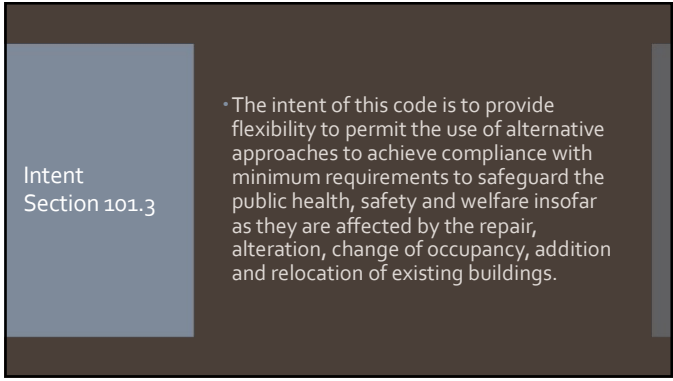 Intent
Section 101.3
▪ The intent of this code is to provide
flexibility to permit the use of alternative
approaches to achieve compliance with
minimum requirements to safeguard the
public health, safety and welfare insofar
as they are affected by the repair,
alteration, change of occupancy, addition
and relocation of existing buildings.